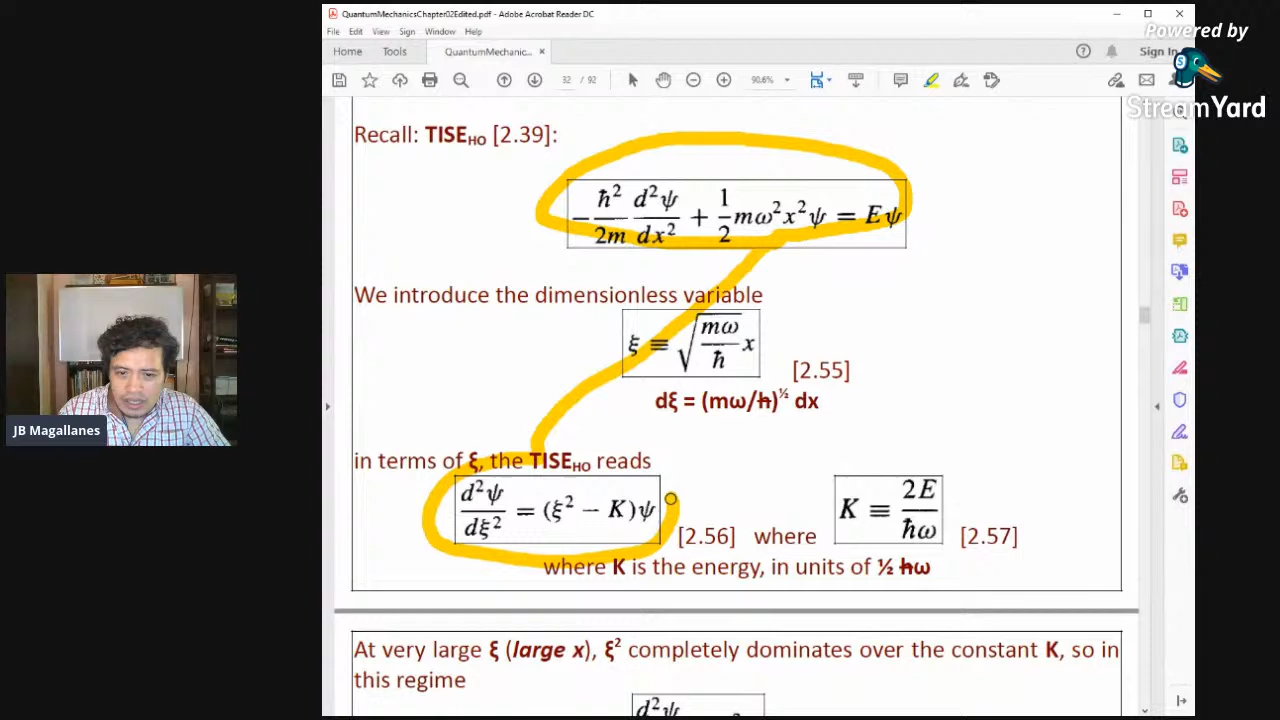 QuantumMechanicsChapter02Edited.pdf - Adobe Acrobat Reader DC
File Edit View Sign Window Help
Home Tools QuantumMechanic... × Sign In
32 / 92 90.6%
Powered by
StreamYard
Recall: TISE_HO [2.39]:
-ħ²/2m d²ψ/dx² + 1/2 mω²x²ψ = Eψ
We introduce the dimensionless variable
ξ ≡ √(mω/ħ) x [2.55]
dξ = (mω/ħ)^½ dx
in terms of ξ, the TISE_HO reads
d²ψ/dξ² = (ξ² − K)ψ [2.56] where K ≡ 2E/ħω [2.57]
where K is the energy, in units of ½ ħω
At very large ξ (large x), ξ² completely dominates over the constant K, so in
this regime
JB Magallanes